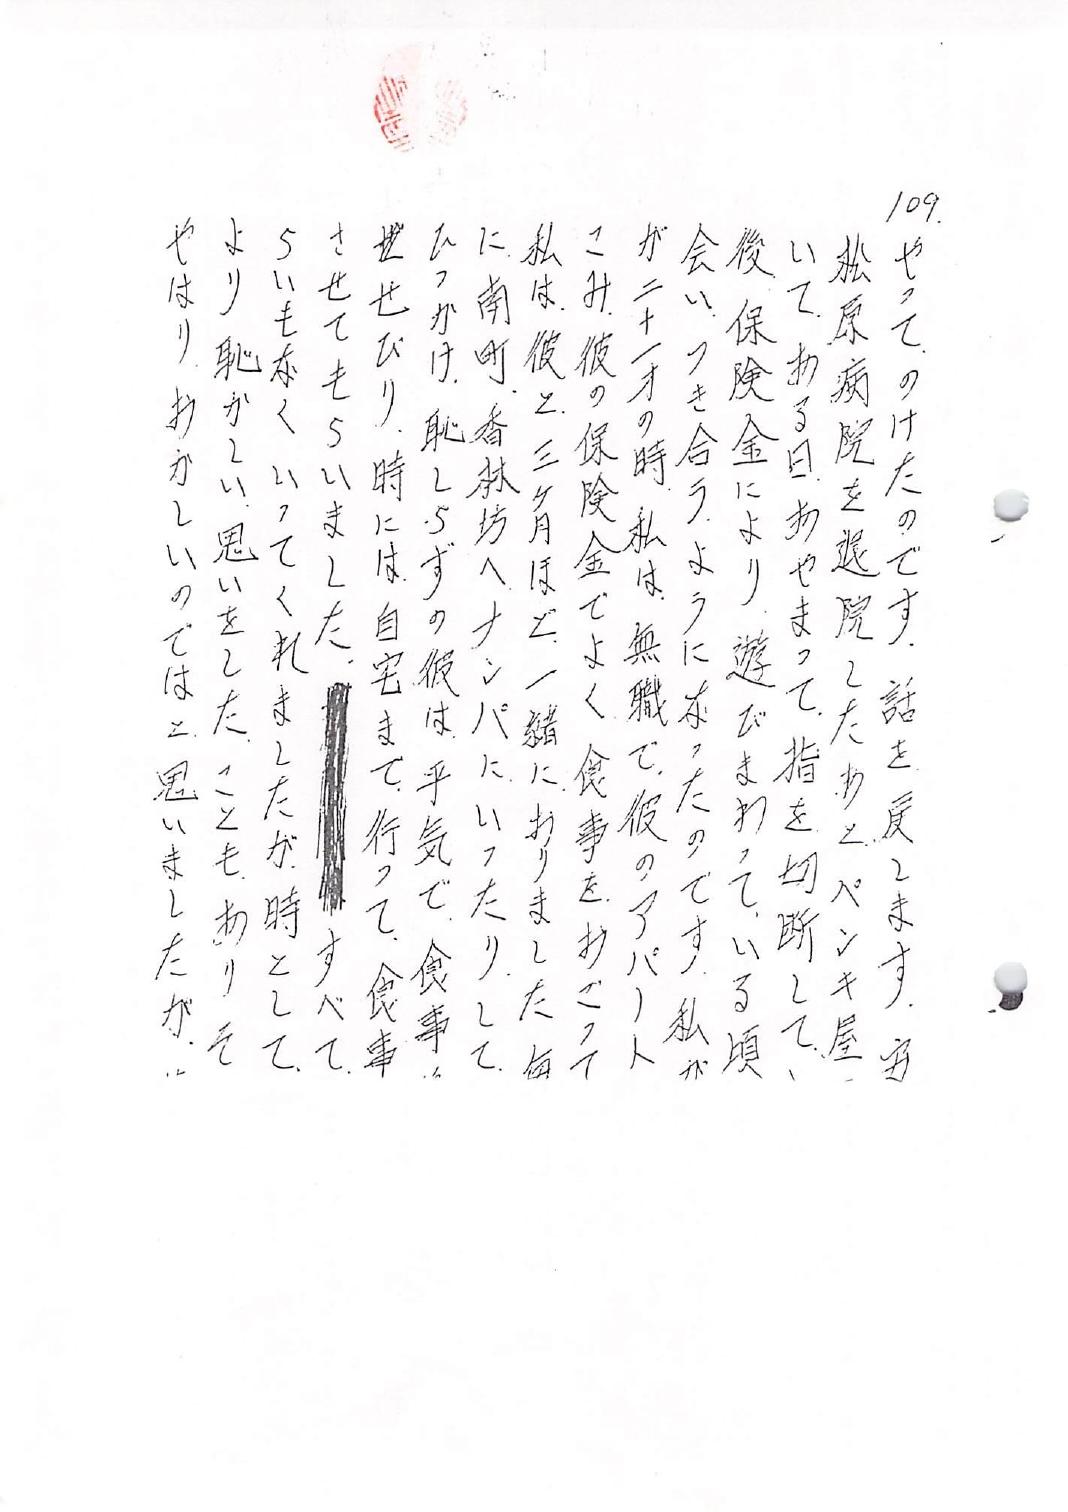 109.
やって、のけたのです。話を戻します。
松原病院を退院したあとペンキ屋
いて、ある日、あやまって、指を切断して、
後、保険金により、遊びまわって、いる頃
会い、つき合うようになったのです。私が
が二十一才の時、私は、無職で、彼のアパート
こみ、彼の保険金でよく食事をおごって
私は、彼と、三ヶ月ほど、一緒におりました
に南町、香林坊へナンパにいったり、して
ひっかけ、恥しらずの彼は、平気で、食事
ぜせびり、時には、自宅まで、行って、食事
させてもらいました、すべて、
らいもなくいってくれましたが、時として、
より恥かしい、思いをした、ことも、あり そ
やはり、おかしいのではと、思いましたが、